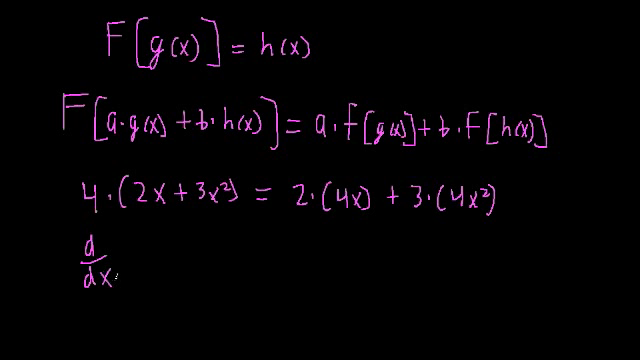 F[g(x)] = h(x)
F[a·g(x) + b·h(x)] = a·f[g(x)] + b·F[h(x)]
4·(2x + 3x²) = 2·(4x) + 3·(4x²)
d/dx